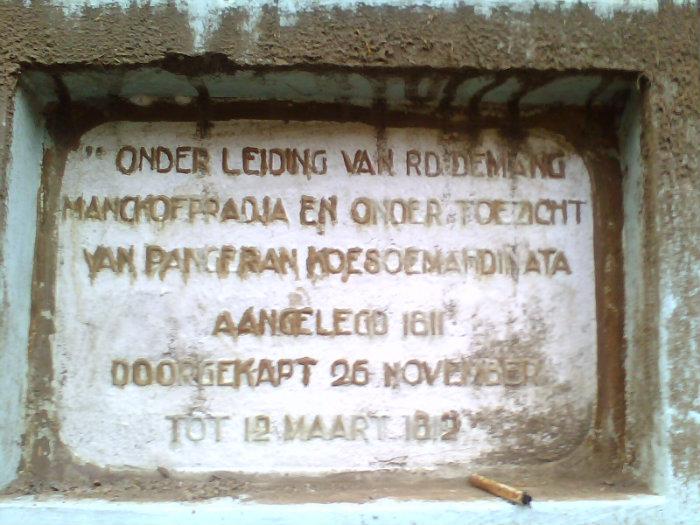 " ONDER LEIDING VAN RD. DEMANG
MANGKOEPRADJA EN ONDER TOEZICHT
VAN PANGERAN KOESOEMAHDINATA
AANGELEGD 1811
DOORGEKAPT 26 NOVEMBER
TOT 12 MAART 1812 "